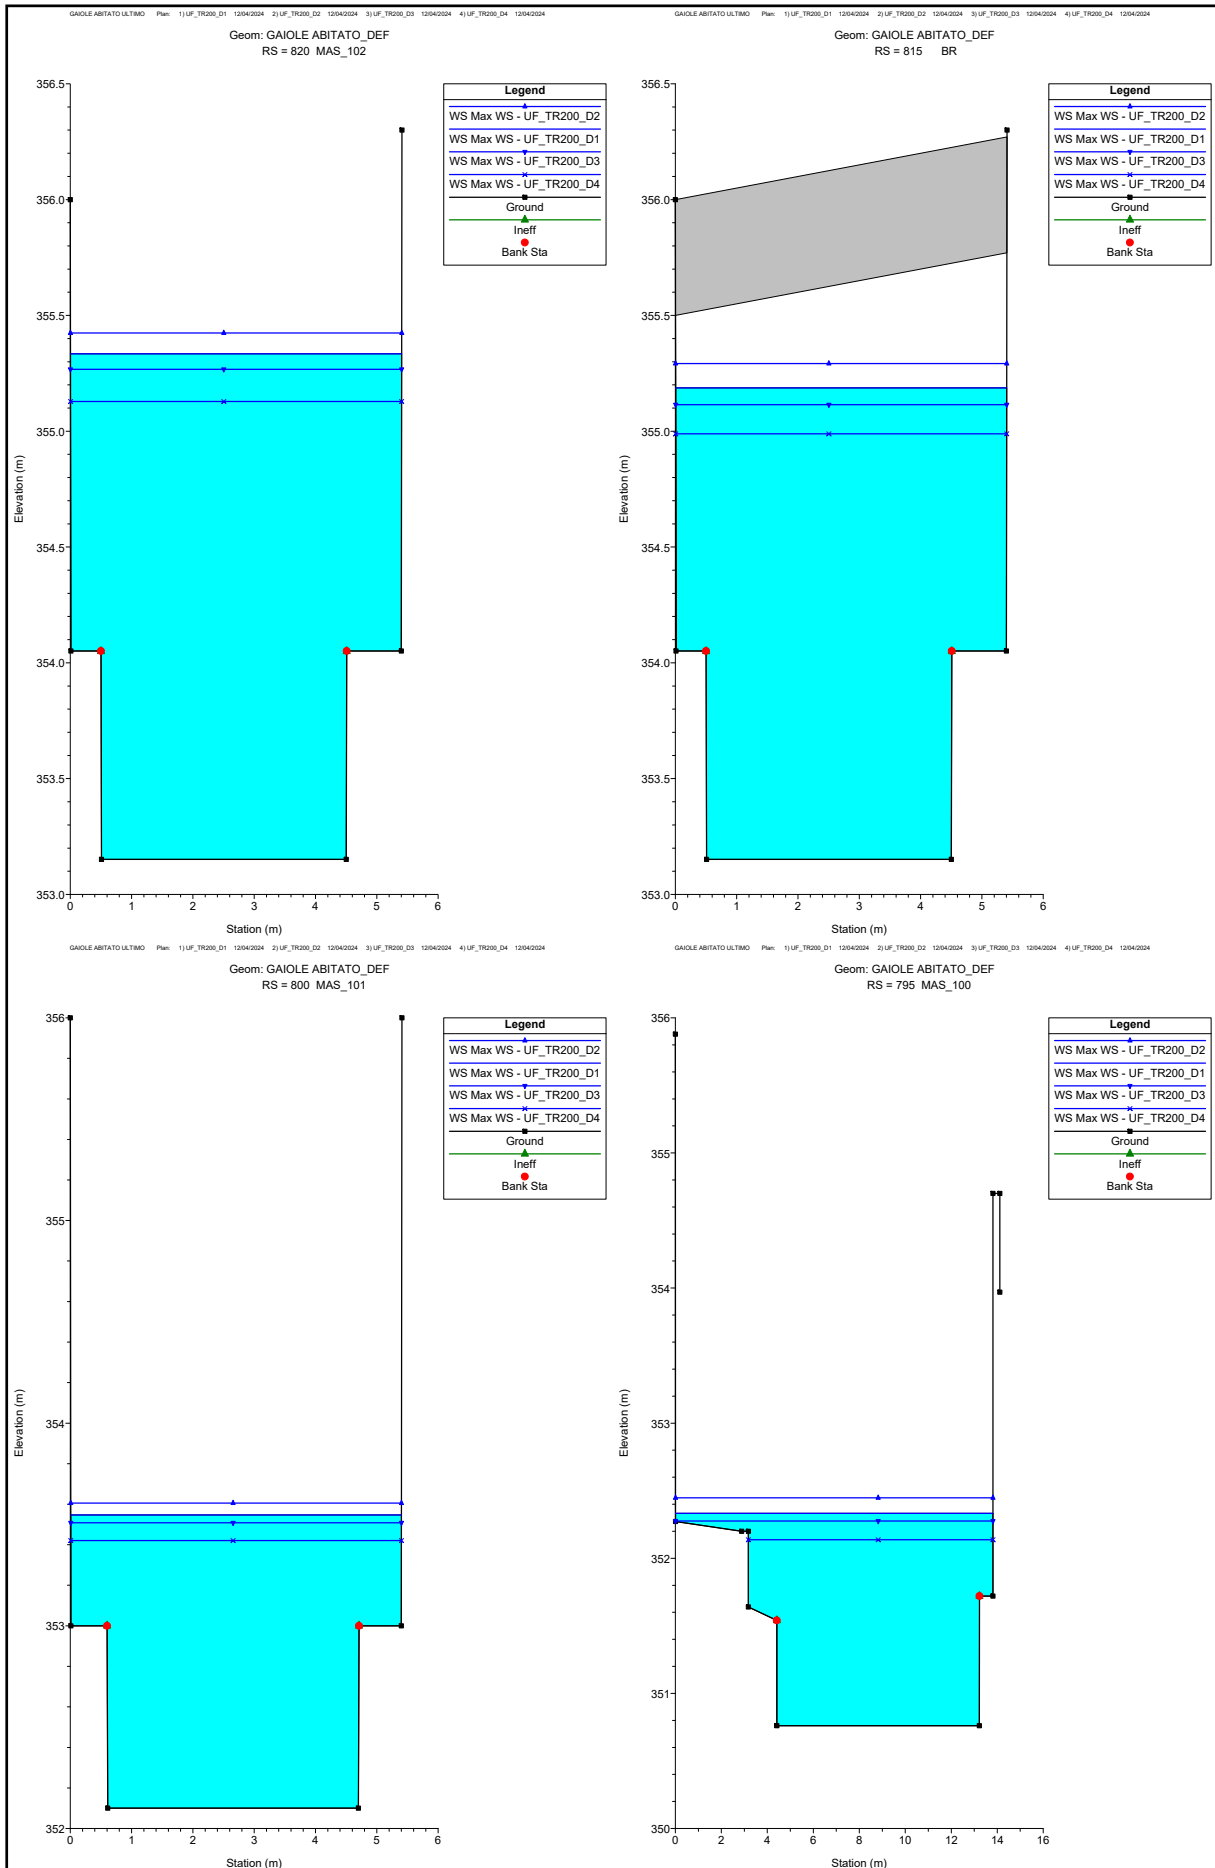 GAIOLE ABITATO ULTIMO Plan: 1) UF_TR200_D1 12/04/2024 2) UF_TR200_D2 12/04/2024 3) UF_TR200_D3 12/04/2024 4) UF_TR200_D4 12/04/2024
Geom: GAIOLE ABITATO_DEF
RS = 820 MAS_102
Legend
WS Max WS - UF_TR200_D2
WS Max WS - UF_TR200_D1
WS Max WS - UF_TR200_D3
WS Max WS - UF_TR200_D4
Ground
Ineff
Bank Sta
356.5
356.0
355.5
355.0
354.5
354.0
353.5
353.0
Elevation (m)
0 1 2 3 4 5 6
Station (m)
GAIOLE ABITATO ULTIMO Plan: 1) UF_TR200_D1 12/04/2024 2) UF_TR200_D2 12/04/2024 3) UF_TR200_D3 12/04/2024 4) UF_TR200_D4 12/04/2024
Geom: GAIOLE ABITATO_DEF
RS = 815 BR
Legend
WS Max WS - UF_TR200_D2
WS Max WS - UF_TR200_D1
WS Max WS - UF_TR200_D3
WS Max WS - UF_TR200_D4
Ground
Ineff
Bank Sta
356.5
356.0
355.5
355.0
354.5
354.0
353.5
353.0
Elevation (m)
0 1 2 3 4 5 6
Station (m)
GAIOLE ABITATO ULTIMO Plan: 1) UF_TR200_D1 12/04/2024 2) UF_TR200_D2 12/04/2024 3) UF_TR200_D3 12/04/2024 4) UF_TR200_D4 12/04/2024
Geom: GAIOLE ABITATO_DEF
RS = 800 MAS_101
Legend
WS Max WS - UF_TR200_D2
WS Max WS - UF_TR200_D1
WS Max WS - UF_TR200_D3
WS Max WS - UF_TR200_D4
Ground
Ineff
Bank Sta
356
355
354
353
352
Elevation (m)
0 1 2 3 4 5 6
Station (m)
GAIOLE ABITATO ULTIMO Plan: 1) UF_TR200_D1 12/04/2024 2) UF_TR200_D2 12/04/2024 3) UF_TR200_D3 12/04/2024 4) UF_TR200_D4 12/04/2024
Geom: GAIOLE ABITATO_DEF
RS = 795 MAS_100
Legend
WS Max WS - UF_TR200_D2
WS Max WS - UF_TR200_D1
WS Max WS - UF_TR200_D3
WS Max WS - UF_TR200_D4
Ground
Ineff
Bank Sta
356
355
354
353
352
351
350
Elevation (m)
0 2 4 6 8 10 12 14 16
Station (m)